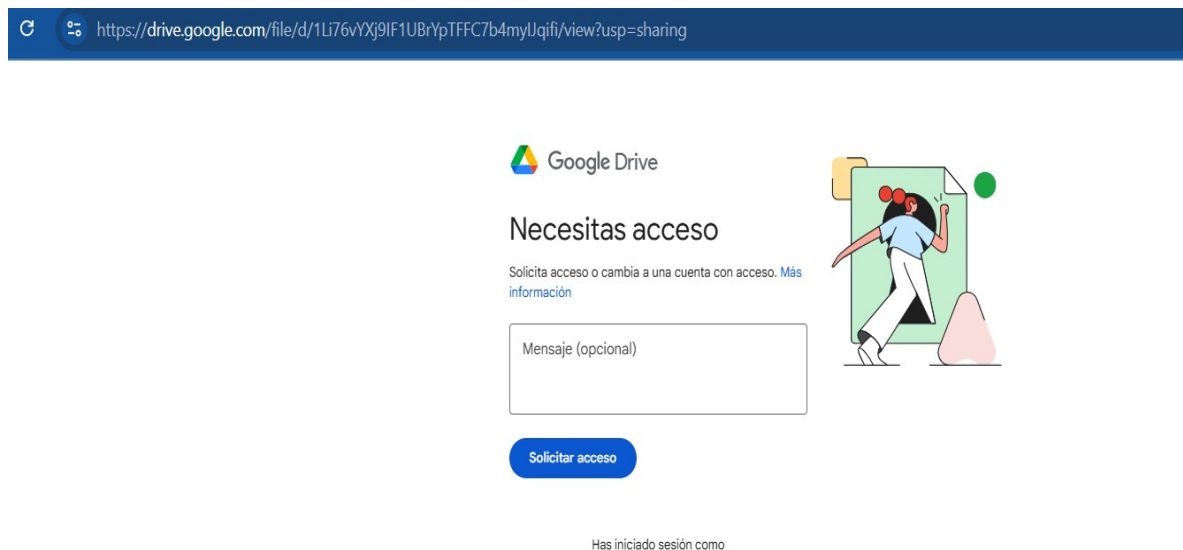 https://drive.google.com/file/d/1Li76vYXj9IF1UBrYpTFFC7b4myIJqifi/view?usp=sharing
Google Drive
Necesitas acceso
Solicita acceso o cambia a una cuenta con acceso. Más
información
Mensaje (opcional)
Solicitar acceso
Has iniciado sesión como